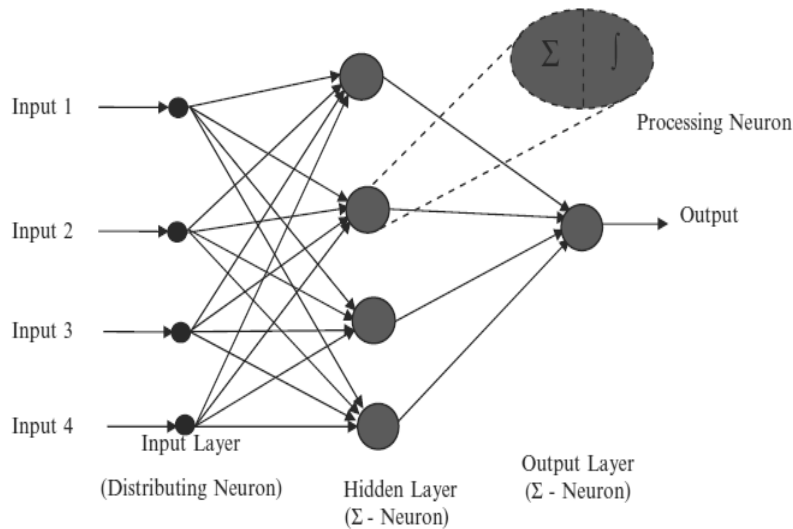 Σ ∫
Processing Neuron
Input 1
Input 2
Input 3
Input 4
Output
Input Layer
(Distributing Neuron)
Hidden Layer
(Σ - Neuron)
Output Layer
(Σ - Neuron)